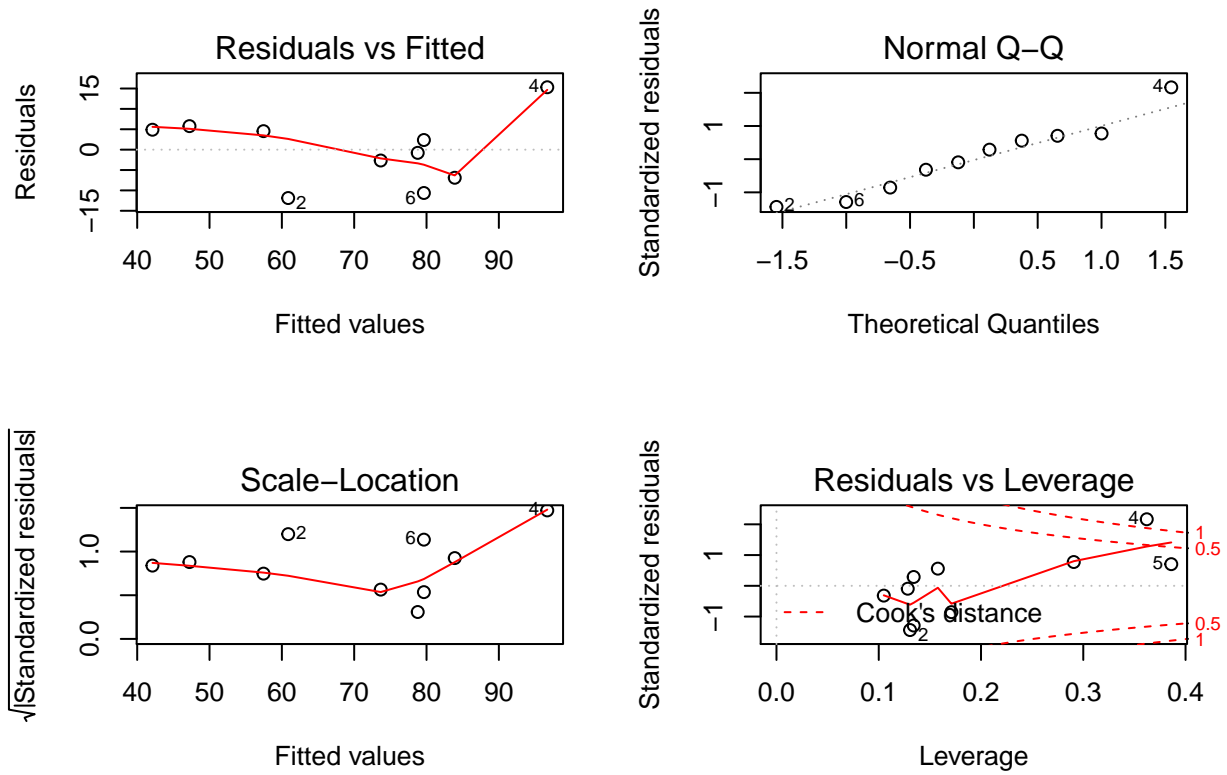 Residuals vs Fitted
Residuals
15
0
−15
4
2
6
40 50 60 70 80 90
Fitted values
Normal Q−Q
Standardized residuals
1
−1
4
2
6
−1.5 −0.5 0.5 1.0 1.5
Theoretical Quantiles
Scale−Location
√|Standardized residuals|
1.0
0.0
4
2
6
40 50 60 70 80 90
Fitted values
Residuals vs Leverage
Standardized residuals
1
−1
4
5
2
1
0.5
0.5
1
Cook's distance
0.0 0.1 0.2 0.3 0.4
Leverage